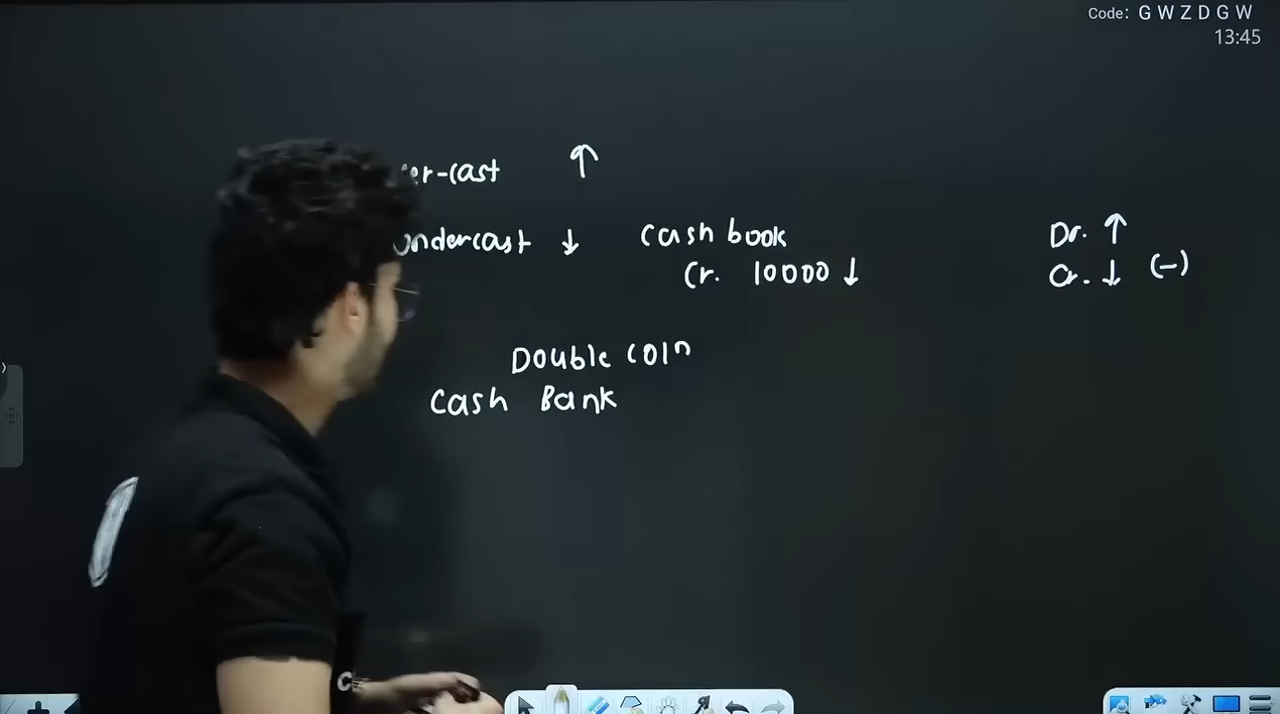 Code: G W Z D G W
13:45
er-cast ↑
undercast ↓ Cash book Dr. ↑
Cr. 10000 ↓ Cr. ↓ (-)
Double Coln
Cash Bank